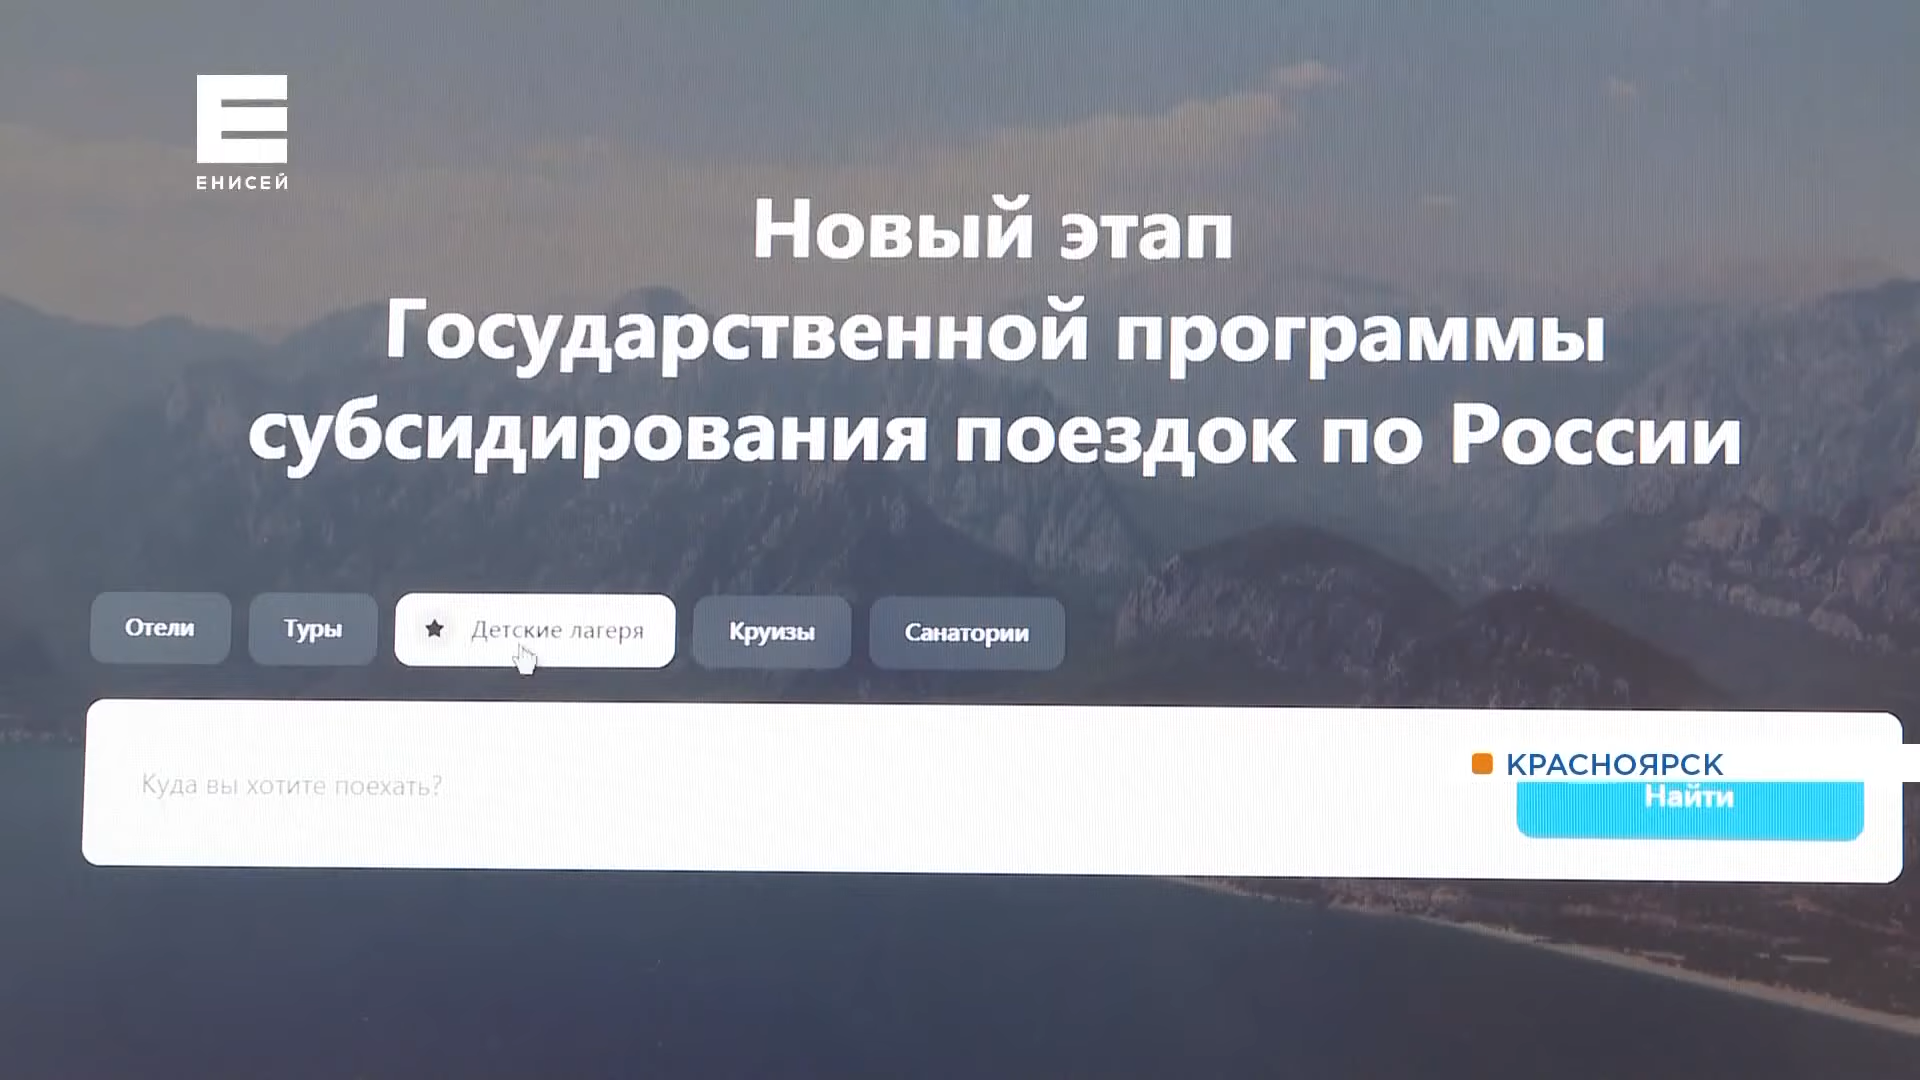 ЕНИСЕЙ
Новый этап
Государственной программы
субсидирования поездок по России
Отели
Туры
Детские лагеря
Круизы
Санатории
Куда вы хотите поехать?
КРАСНОЯРСК
Найти